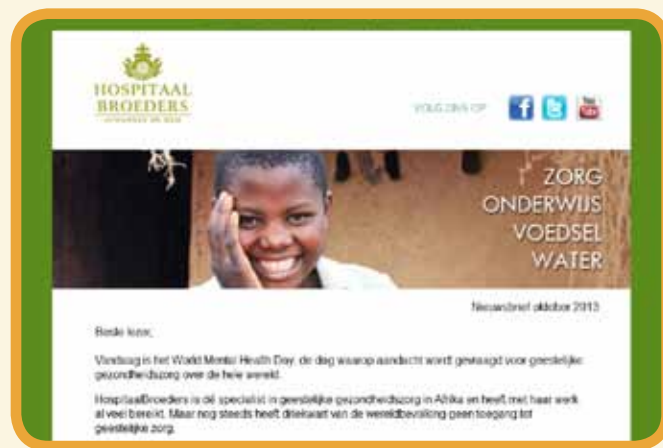 HOSPITAAL
BROEDERS
VOLG ONS OP
You
Tube
ZORG
ONDERWIJS
VOEDSEL
WATER
Nieuwsbrief oktober 2013
Beste lezer,
Vandaag is het World Mental Health Day, de dag waarop aandacht wordt gevraagd voor geestelijke
gezondheidszorg over de hele wereld.
HospitaalBroeders is dé specialist in geestelijke gezondheidszorg in Afrika en heeft met haar werk
al veel bereikt. Maar nog steeds heeft driekwart van de wereldbevolking geen toegang tot
geestelijke zorg.